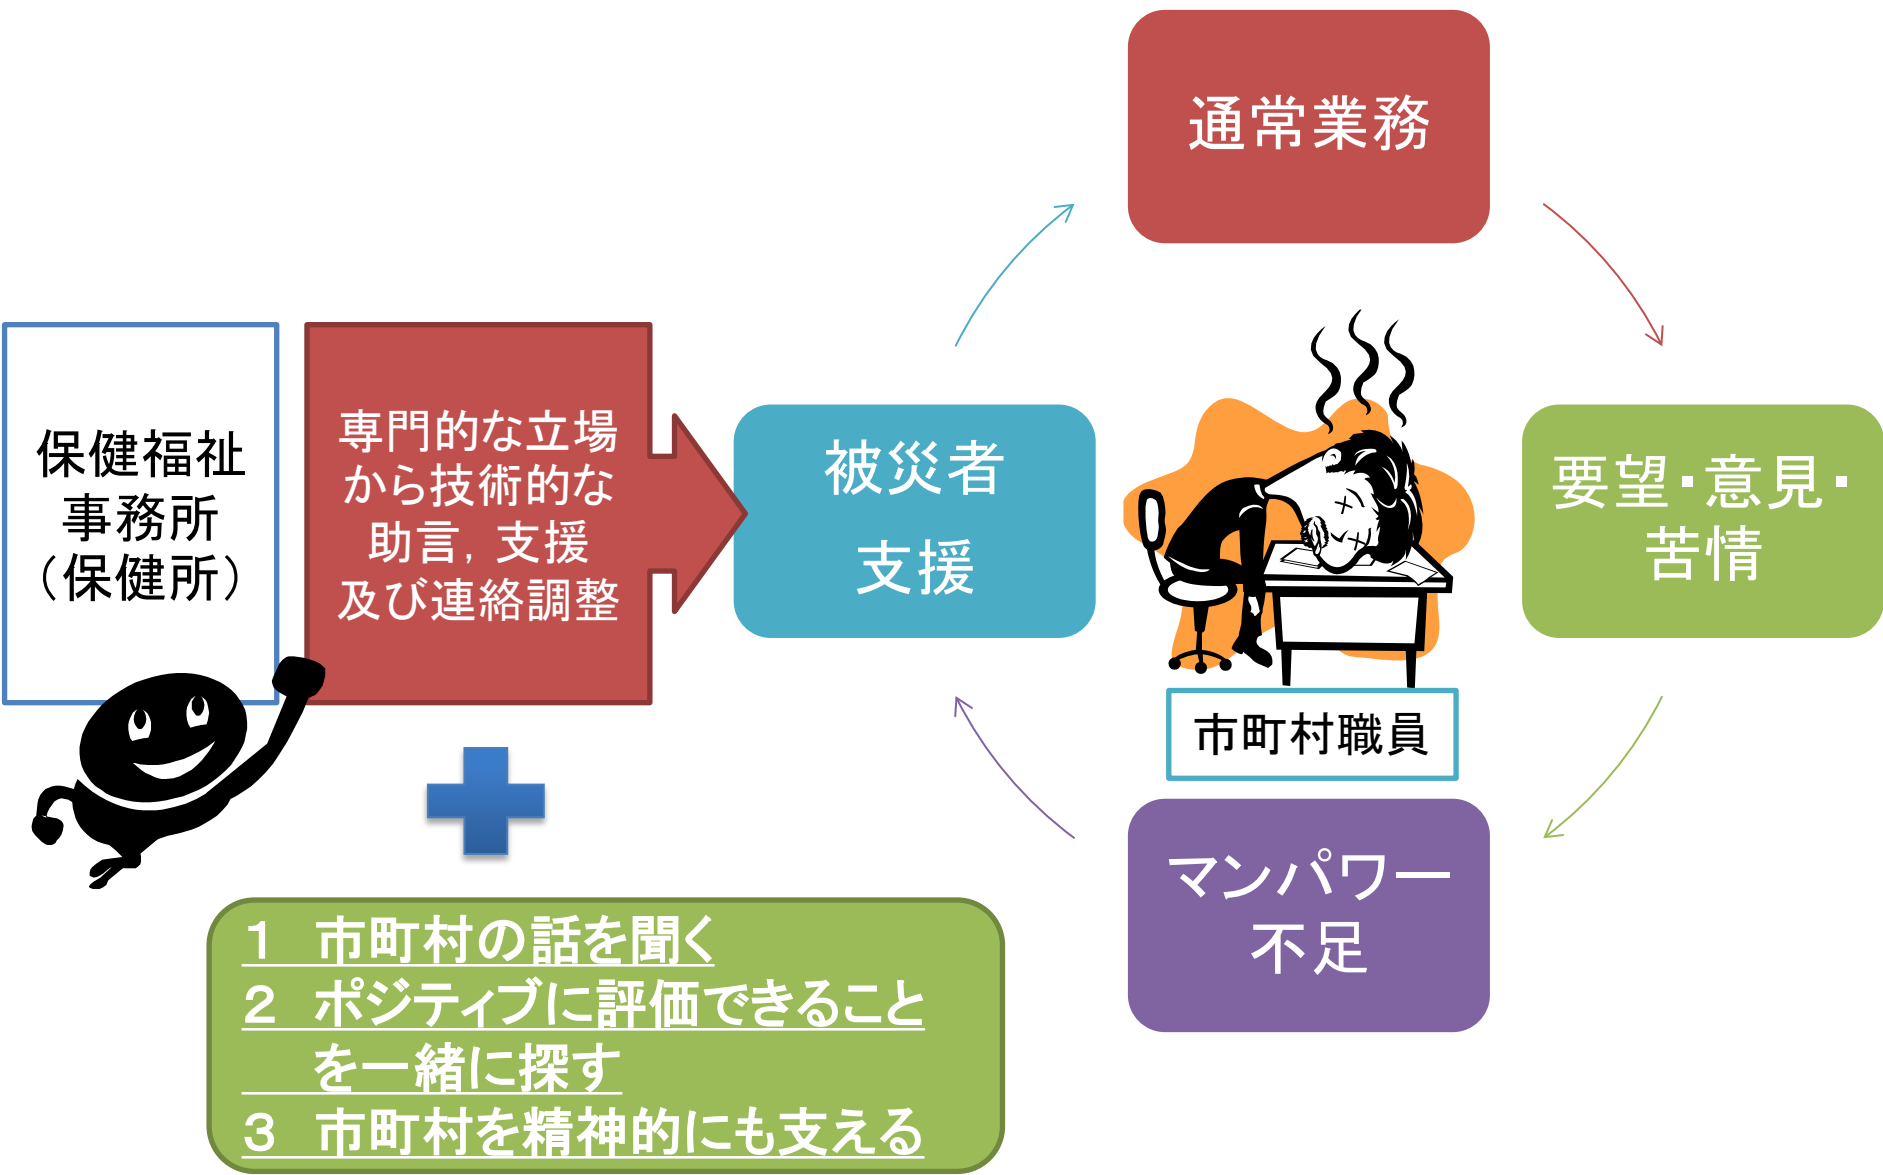 通常業務
保健福祉
事務所
（保健所）
専門的な立場
から技術的な
助言，支援
及び連絡調整
被災者
支援
要望・意見・
苦情
市町村職員
マンパワー
不足
１　市町村の話を聞く
２　ポジティブに評価できること
を一緒に探す
３　市町村を精神的にも支える